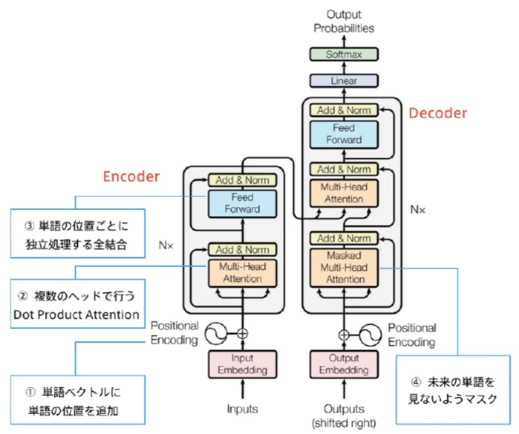 Output
Probabilities
Softmax
Linear
Decoder
Add & Norm
Feed
Forward
Add & Norm
Multi-Head
Attention
N×
Add & Norm
Masked
Multi-Head
Attention
Positional
Encoding
Output
Embedding
Outputs
(shifted right)
Encoder
Add & Norm
Feed
Forward
N×
Add & Norm
Multi-Head
Attention
Positional
Encoding
Input
Embedding
Inputs
③ 単語の位置ごとに
独立処理する全結合
② 複数のヘッドで行う
Dot Product Attention
① 単語ベクトルに
単語の位置を追加
④ 未来の単語を
見ないようマスク